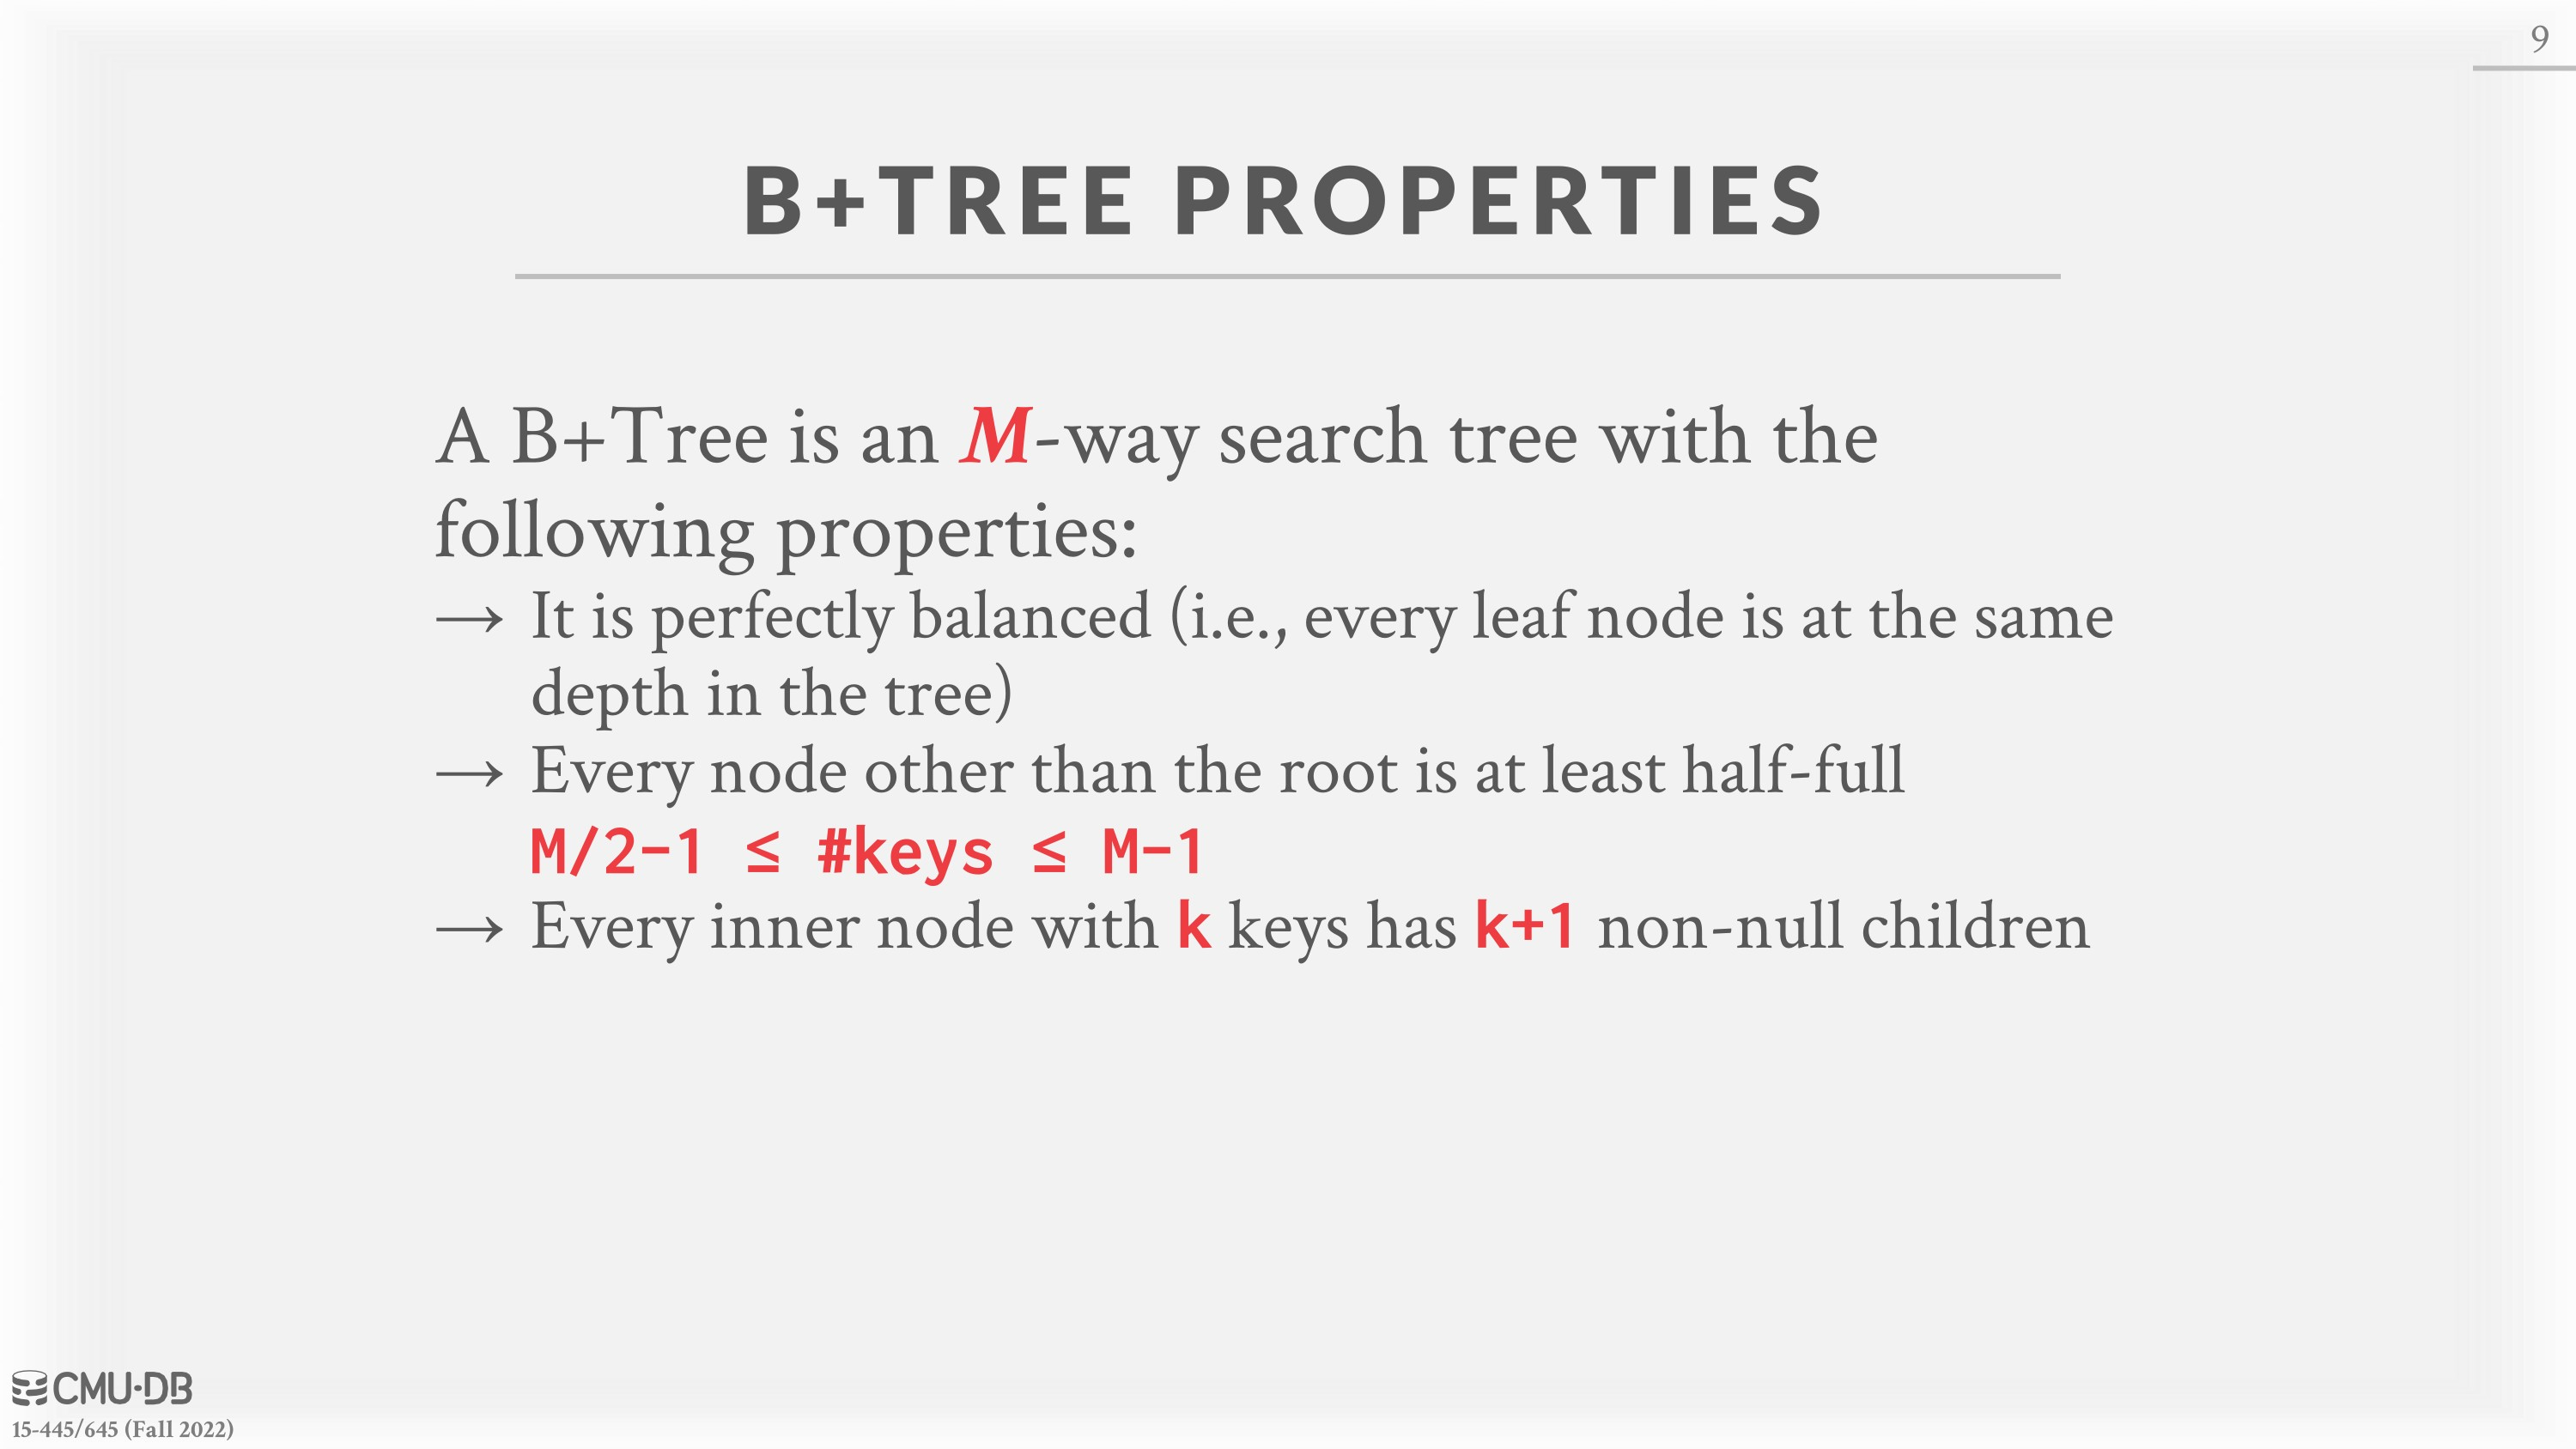 9
B+TREE PROPERTIES
A B+Tree is an M-way search tree with the
following properties:
→ It is perfectly balanced (i.e., every leaf node is at the same
depth in the tree)
→ Every node other than the root is at least half-full
M/2−1 ≤ #keys ≤ M−1
→ Every inner node with k keys has k+1 non-null children
CMU·DB
15-445/645 (Fall 2022)